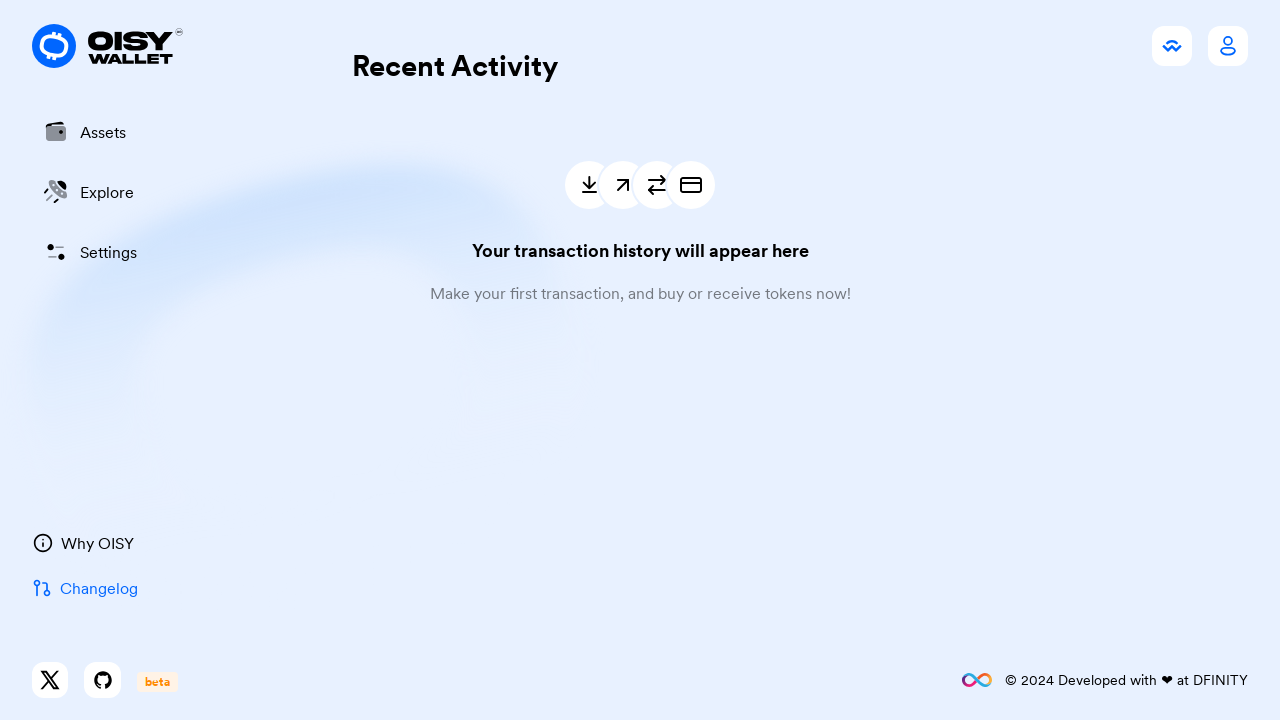 OISY
WALLET
Recent Activity
Assets
Explore
Settings
Your transaction history will appear here
Make your first transaction, and buy or receive tokens now!
Why OISY
Changelog
beta
© 2024 Developed with ❤ at DFINITY